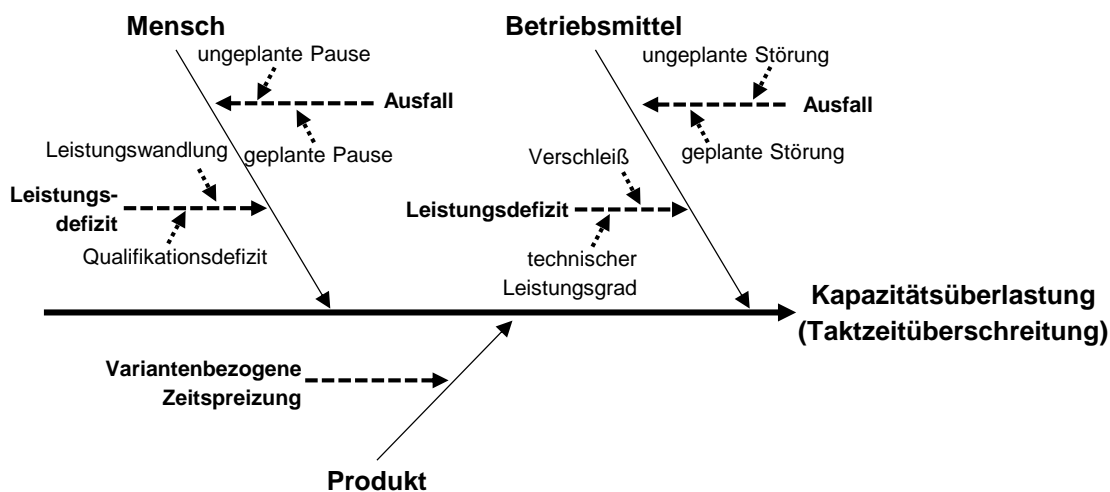 Mensch
Betriebsmittel
ungeplante Pause
ungeplante Störung
Ausfall
Ausfall
Leistungswandlung
geplante Pause
Verschleiß
geplante Störung
Leistungs-
defizit
Leistungsdefizit
Qualifikationsdefizit
technischer
Leistungsgrad
Kapazitätsüberlastung
(Taktzeitüberschreitung)
Variantenbezogene
Zeitspreizung
Produkt